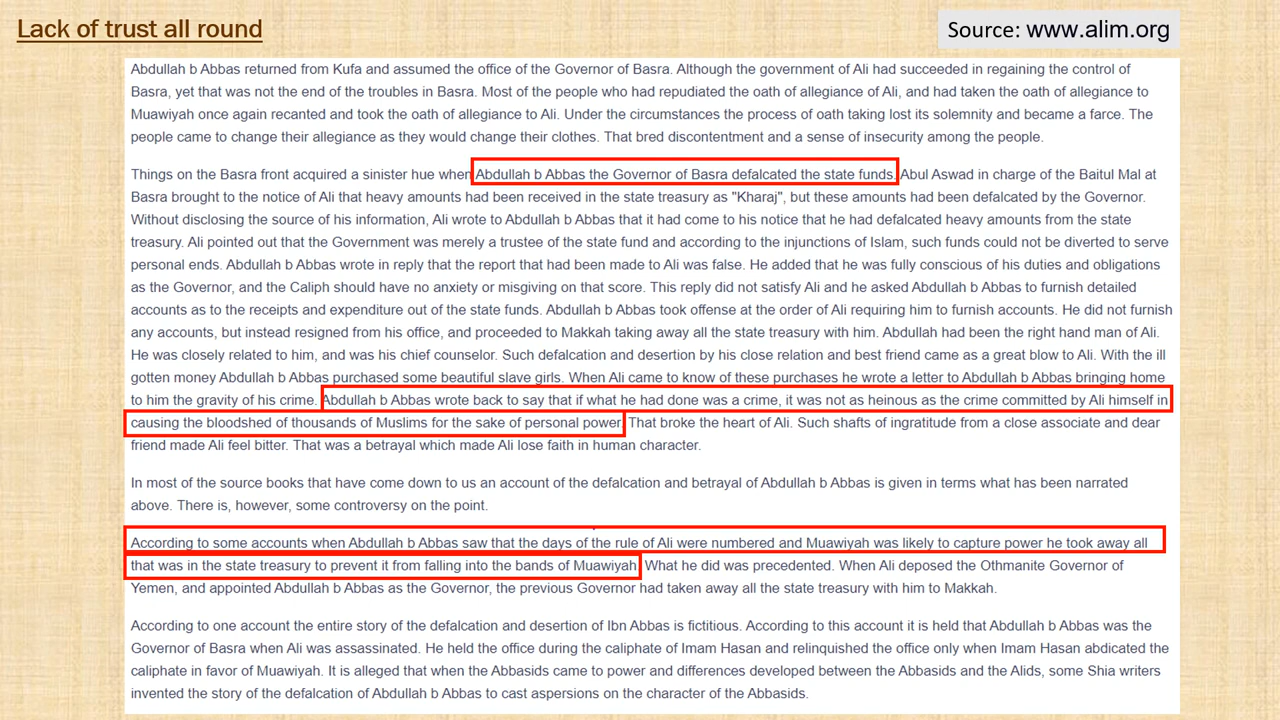 Lack of trust all round
Source: www.alim.org
Abdullah b Abbas returned from Kufa and assumed the office of the Governor of Basra. Although the government of Ali had succeeded in regaining the control of
Basra, yet that was not the end of the troubles in Basra. Most of the people who had repudiated the oath of allegiance of Ali, and had taken the oath of allegiance to
Muawiyah once again recanted and took the oath of allegiance to Ali. Under the circumstances the process of oath taking lost its solemnity and became a farce. The
people came to change their allegiance as they would change their clothes. That bred discontentment and a sense of insecurity among the people.
Things on the Basra front acquired a sinister hue when Abdullah b Abbas the Governor of Basra defalcated the state funds. Abul Aswad in charge of the Baitul Mal at
Basra brought to the notice of Ali that heavy amounts had been received in the state treasury as "Kharaj", but these amounts had been defalcated by the Governor.
Without disclosing the source of his information, Ali wrote to Abdullah b Abbas that it had come to his notice that he had defalcated heavy amounts from the state
treasury. Ali pointed out that the Government was merely a trustee of the state fund and according to the injunctions of Islam, such funds could not be diverted to serve
personal ends. Abdullah b Abbas wrote in reply that the report that had been made to Ali was false. He added that he was fully conscious of his duties and obligations
as the Governor, and the Caliph should have no anxiety or misgiving on that score. This reply did not satisfy Ali and he asked Abdullah b Abbas to furnish detailed
accounts as to the receipts and expenditure out of the state funds. Abdullah b Abbas took offense at the order of Ali requiring him to furnish accounts. He did not furnish
any accounts, but instead resigned from his office, and proceeded to Makkah taking away all the state treasury with him. Abdullah had been the right hand man of Ali.
He was closely related to him, and was his chief counselor. Such defalcation and desertion by his close relation and best friend came as a great blow to Ali. With the ill
gotten money Abdullah b Abbas purchased some beautiful slave girls. When Ali came to know of these purchases he wrote a letter to Abdullah b Abbas bringing home
to him the gravity of his crime. Abdullah b Abbas wrote back to say that if what he had done was a crime, it was not as heinous as the crime committed by Ali himself in
causing the bloodshed of thousands of Muslims for the sake of personal power. That broke the heart of Ali. Such shafts of ingratitude from a close associate and dear
friend made Ali feel bitter. That was a betrayal which made Ali lose faith in human character.
In most of the source books that have come down to us an account of the defalcation and betrayal of Abdullah b Abbas is given in terms what has been narrated
above. There is, however, some controversy on the point.
According to some accounts when Abdullah b Abbas saw that the days of the rule of Ali were numbered and Muawiyah was likely to capture power he took away all
that was in the state treasury to prevent it from falling into the bands of Muawiyah. What he did was precedented. When Ali deposed the Othmanite Governor of
Yemen, and appointed Abdullah b Abbas as the Governor, the previous Governor had taken away all the state treasury with him to Makkah.
According to one account the entire story of the defalcation and desertion of Ibn Abbas is fictitious. According to this account it is held that Abdullah b Abbas was the
Governor of Basra when Ali was assassinated. He held the office during the caliphate of Imam Hasan and relinquished the office only when Imam Hasan abdicated the
caliphate in favor of Muawiyah. It is alleged that when the Abbasids came to power and differences developed between the Abbasids and the Alids, some Shia writers
invented the story of the defalcation of Abdullah b Abbas to cast aspersions on the character of the Abbasids.